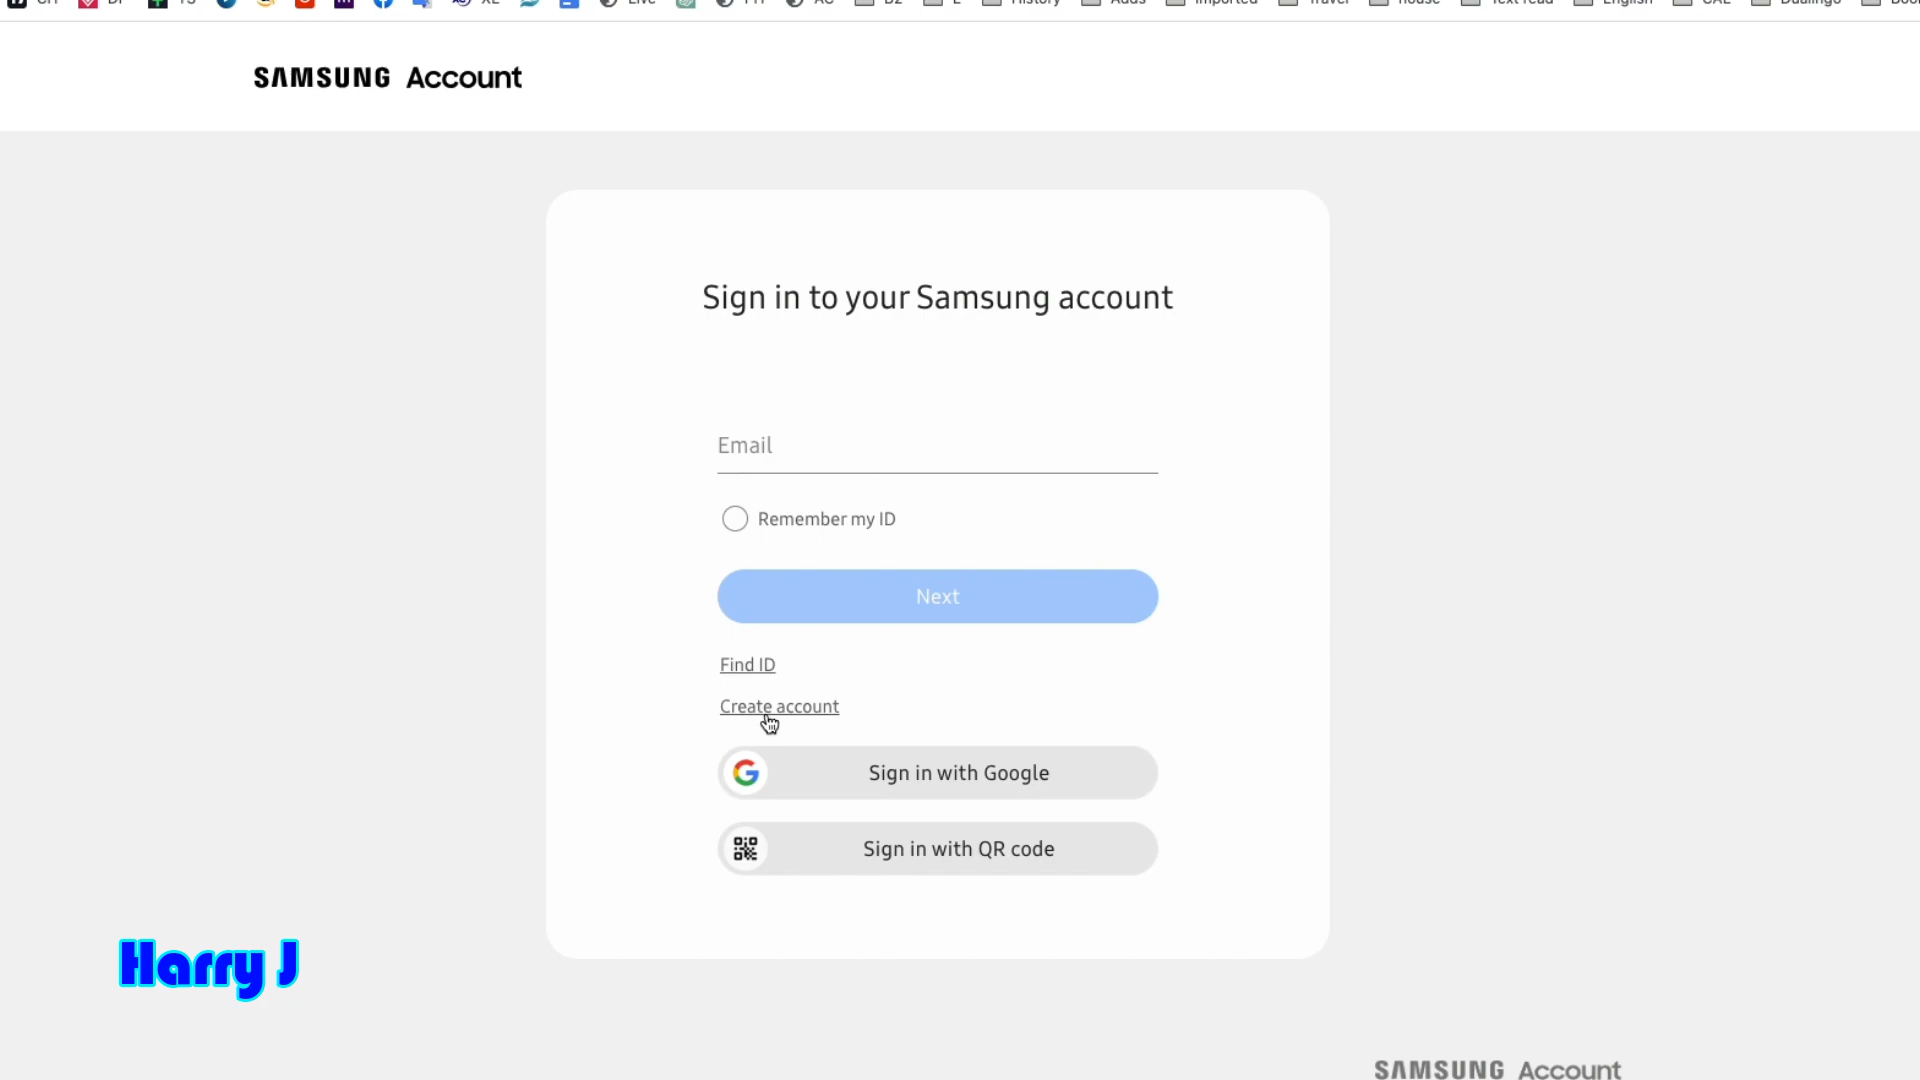 SAMSUNG Account
Sign in to your Samsung account
Email
Remember my ID
Next
Find ID
Create account
Sign in with Google
Sign in with QR code
Harry J
SAMSUNG Account